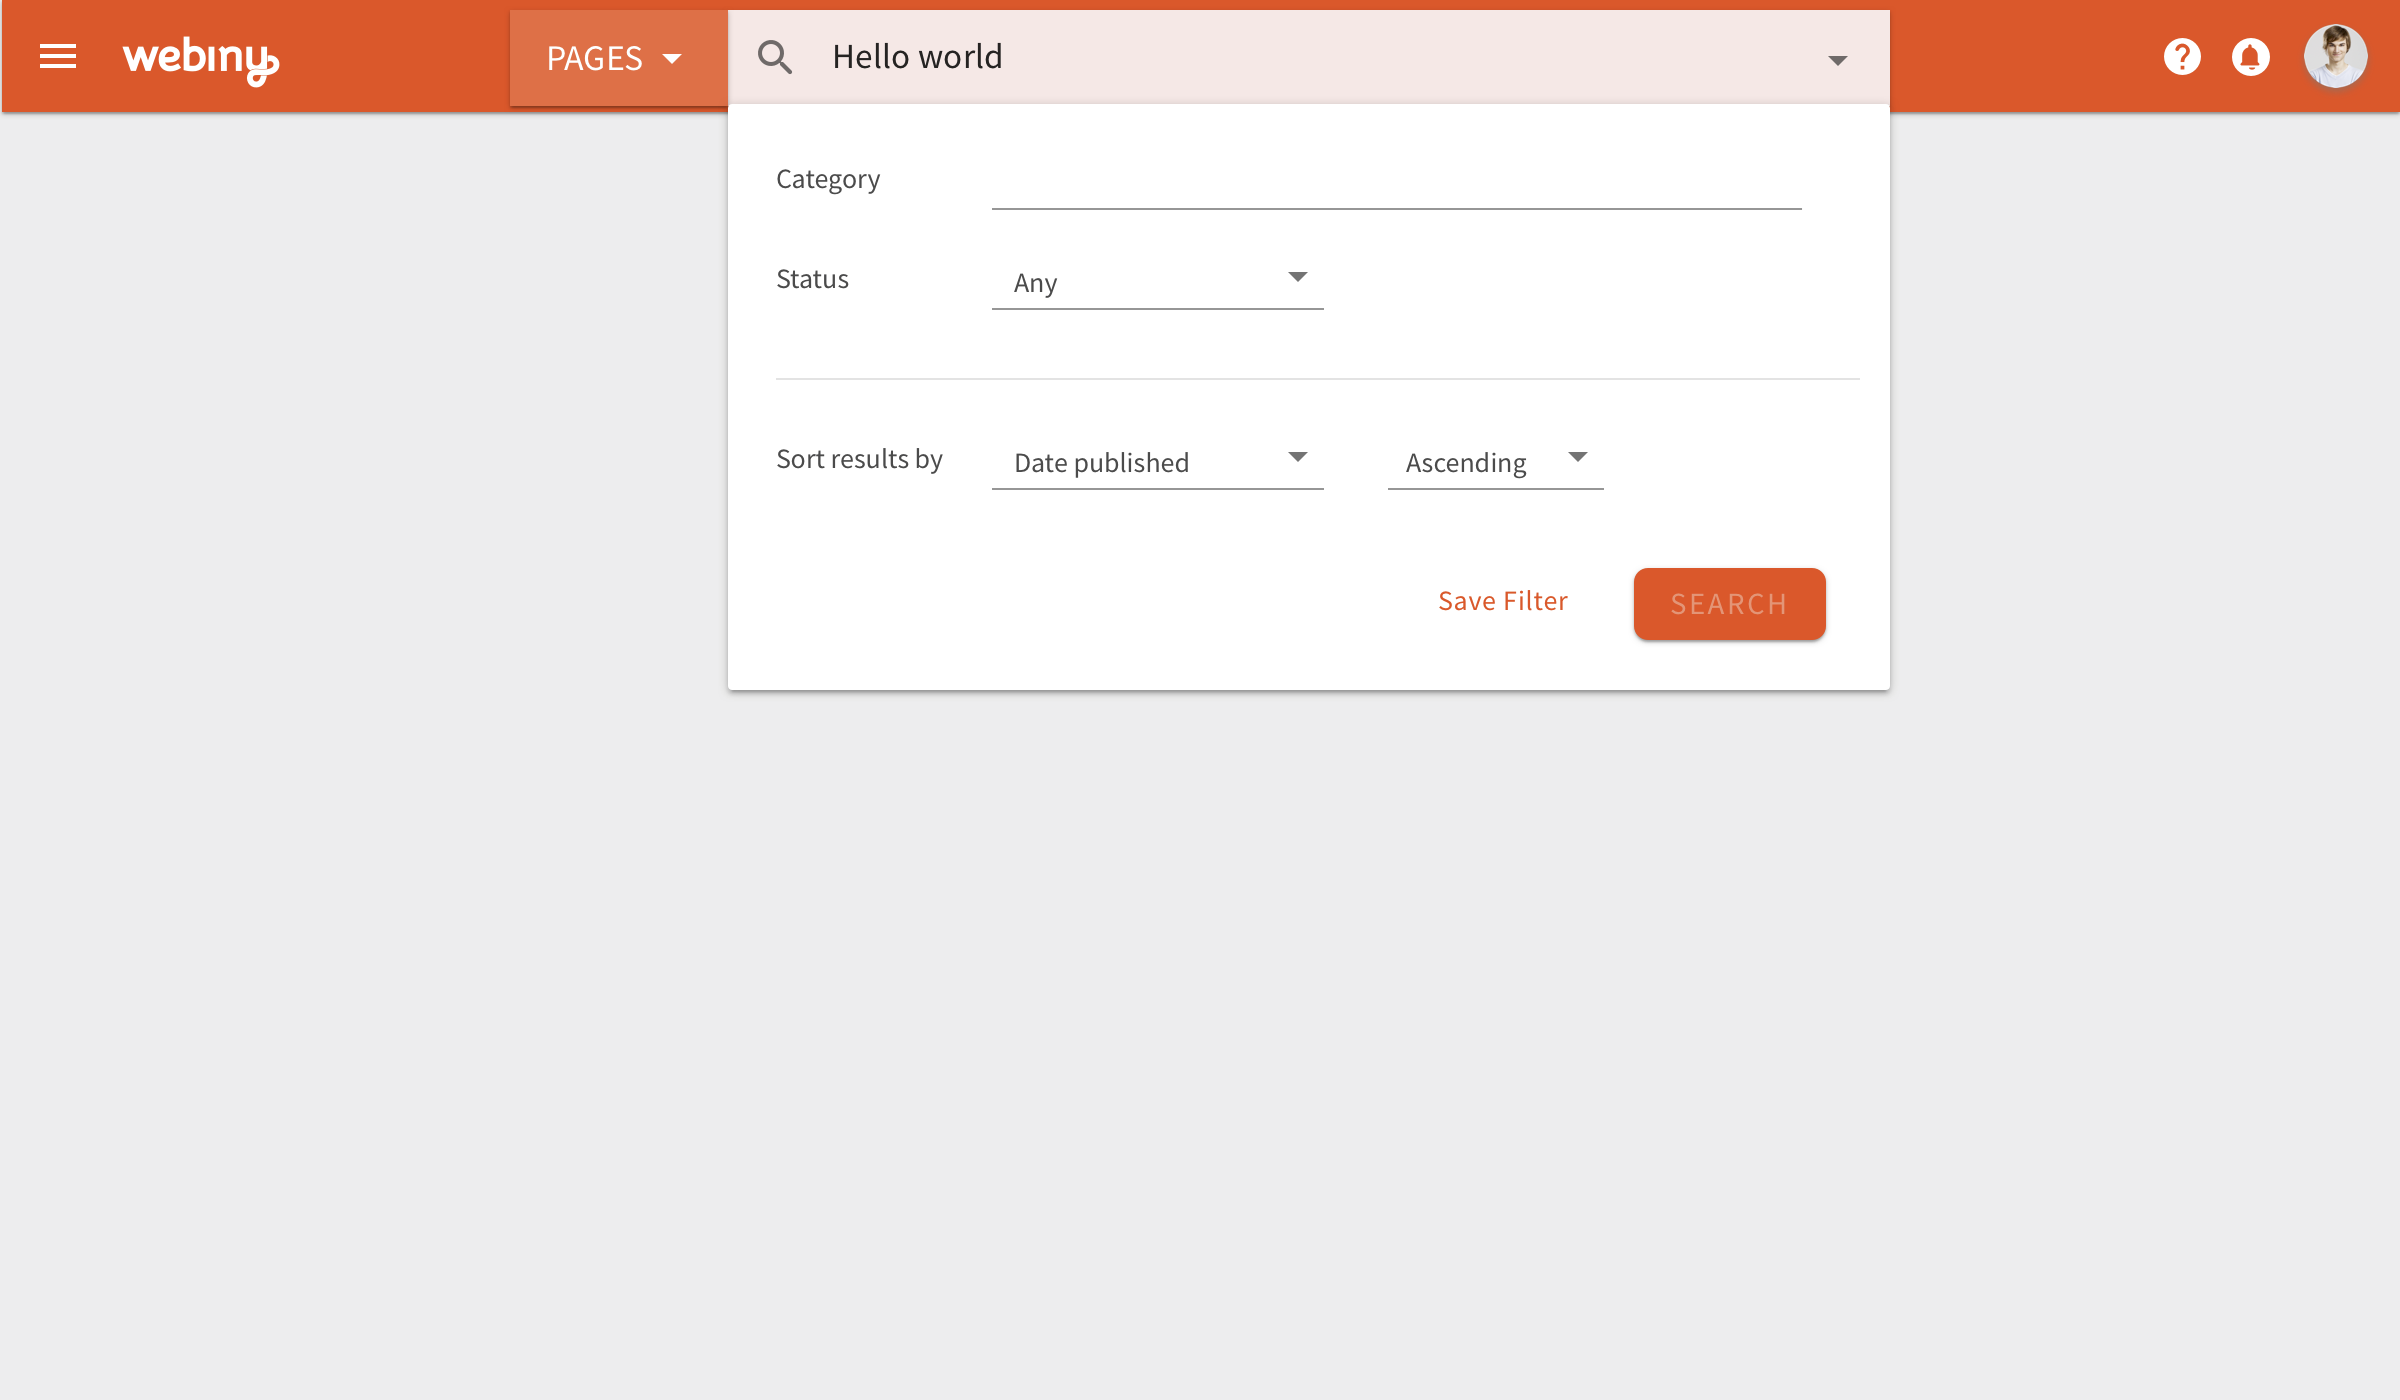 webiny
PAGES
Hello world
Category
Status
Any
Sort results by
Date published
Ascending
Save Filter
SEARCH